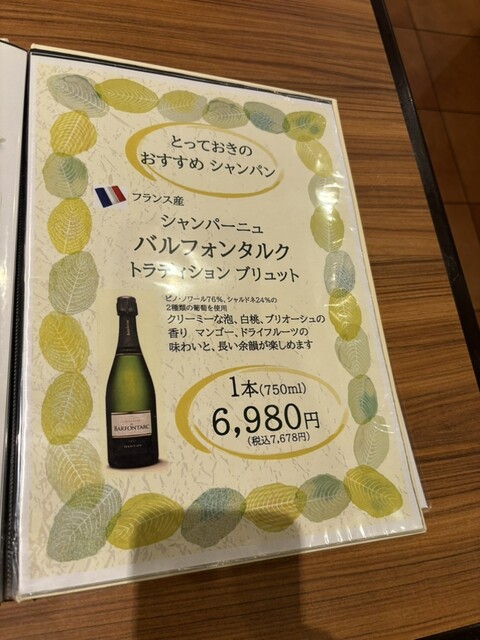 とっておきの
おすすめ シャンパン
フランス産
シャンパーニュ
バルフォンタルク
トラディション ブリュット
ピノ・ノワール76%、シャルドネ24%の
2種類の葡萄を使用
クリーミーな泡、白桃、ブリオーシュの
香り マンゴー、ドライフルーツの
味わいと、長い余韻が楽しめます
1本(750ml)
6,980円
(税込7,678円)
BARFONTARC